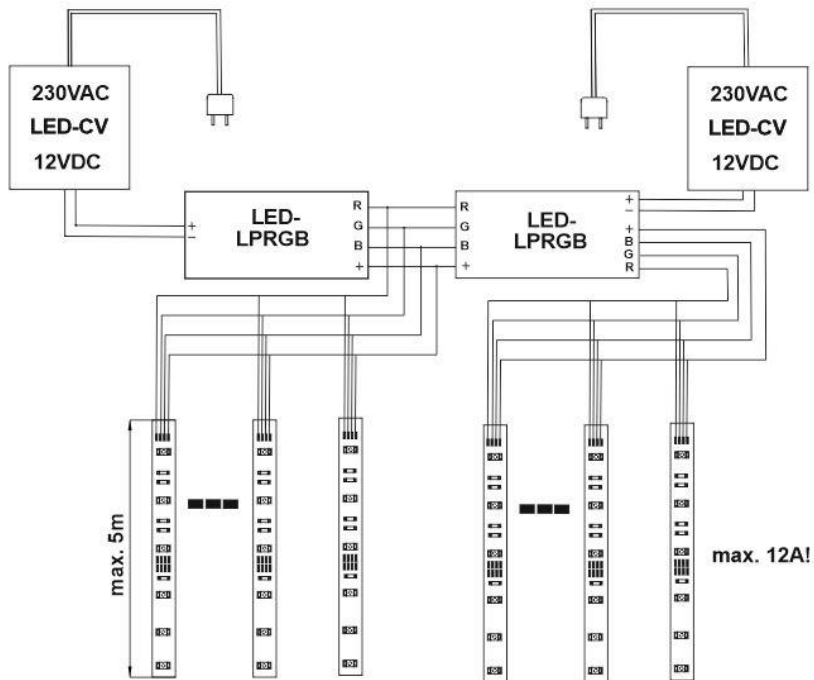 230VAC
LED-CV
12VDC
230VAC
LED-CV
12VDC
LED-
LPRGB
+
−
R
G
B
+
LED-
LPRGB
R
G
B
+
+
−
+
B
G
R
max. 5m
max. 12A!